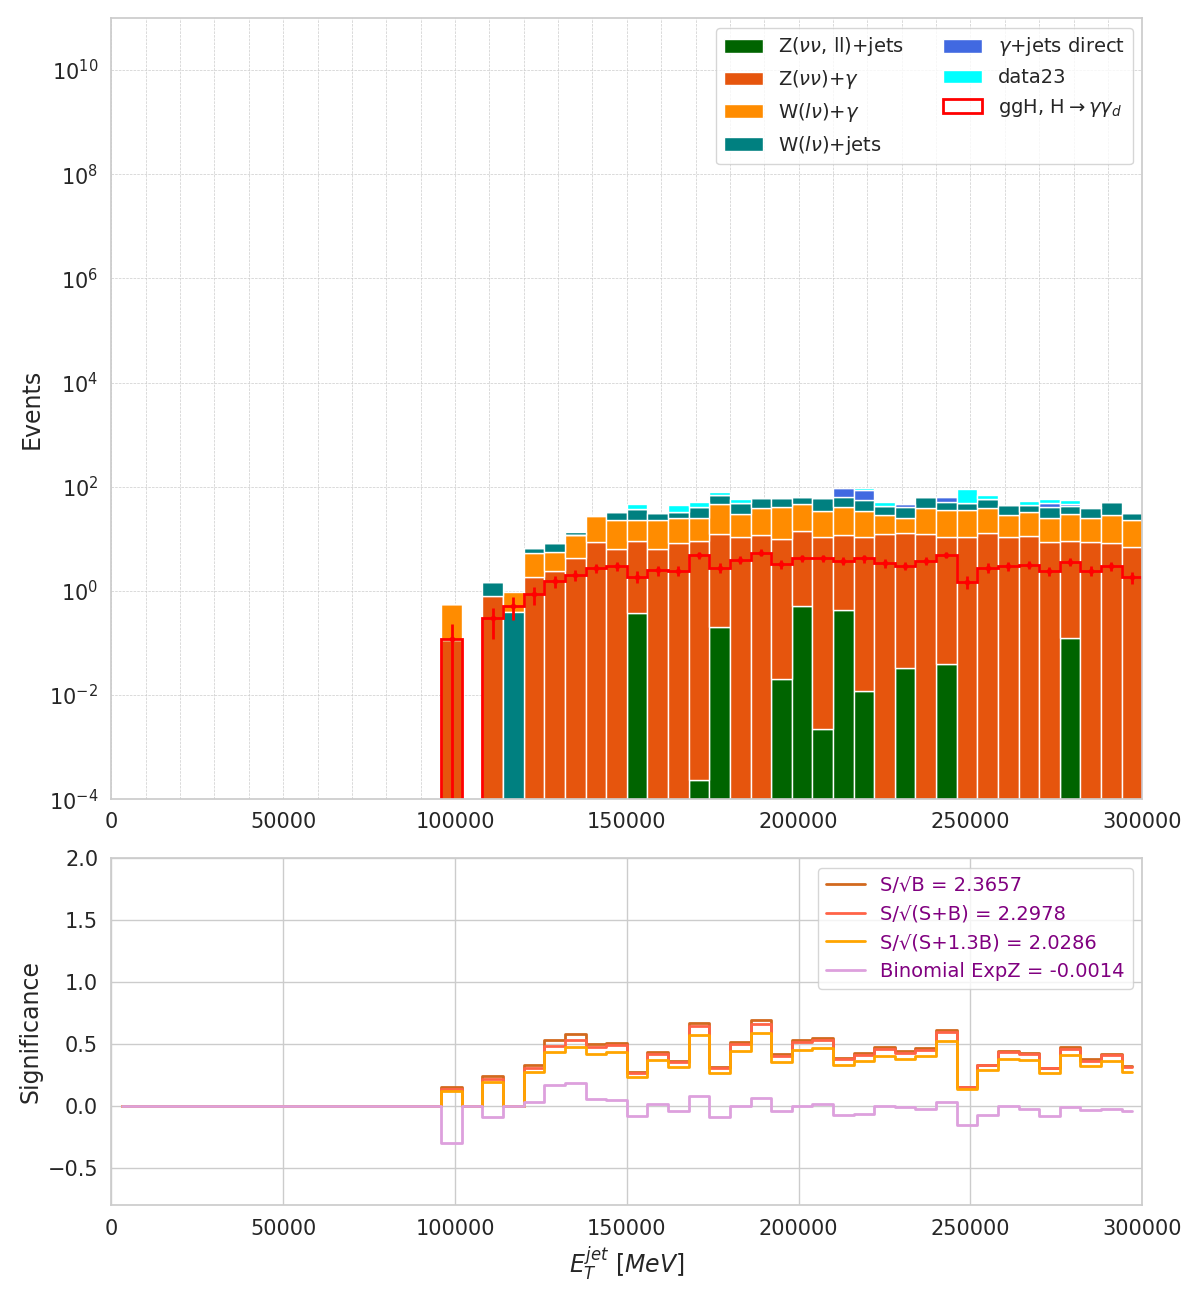 Z(νν, ll)+jets
Z(νν)+γ
W(lν)+γ
W(lν)+jets
γ+jets direct
data23
ggH, H→γγ_d
Events
10^10
10^8
10^6
10^4
10^2
10^0
10^−2
10^−4
0 50000 100000 150000 200000 250000 300000
S/√B = 2.3657
S/√(S+B) = 2.2978
S/√(S+1.3B) = 2.0286
Binomial ExpZ = -0.0014
Significance
2.0
1.5
1.0
0.5
0.0
−0.5
0 50000 100000 150000 200000 250000 300000
E_T^jet [MeV]